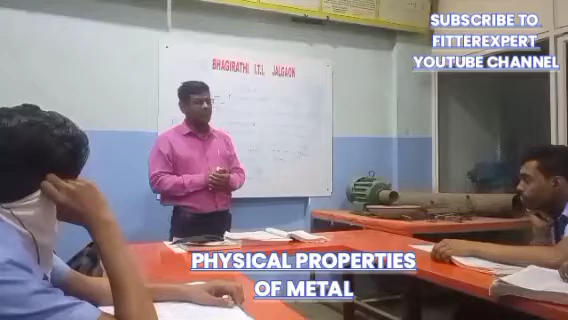 SUBSCRIBE TO
FITTEREXPERT
YOUTUBE CHANNEL
BHAGIRATHI I.T.I. JALGAON
PHYSICAL PROPERTIES
OF METAL